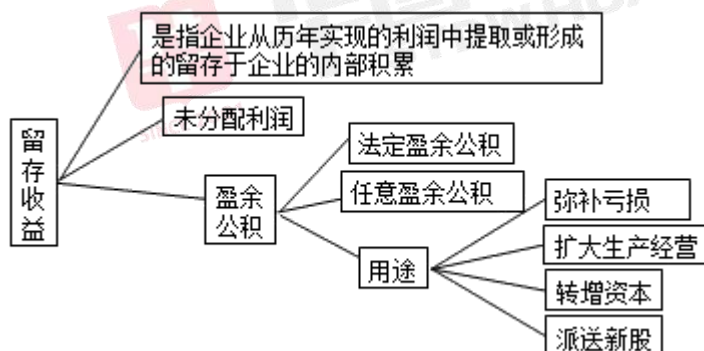 是指企业从历年实现的利润中提取或形成
的留存于企业的内部积累
未分配利润
留
存
收
益
盈余
公积
法定盈余公积
任意盈余公积
用途
弥补亏损
扩大生产经营
转增资本
派送新股